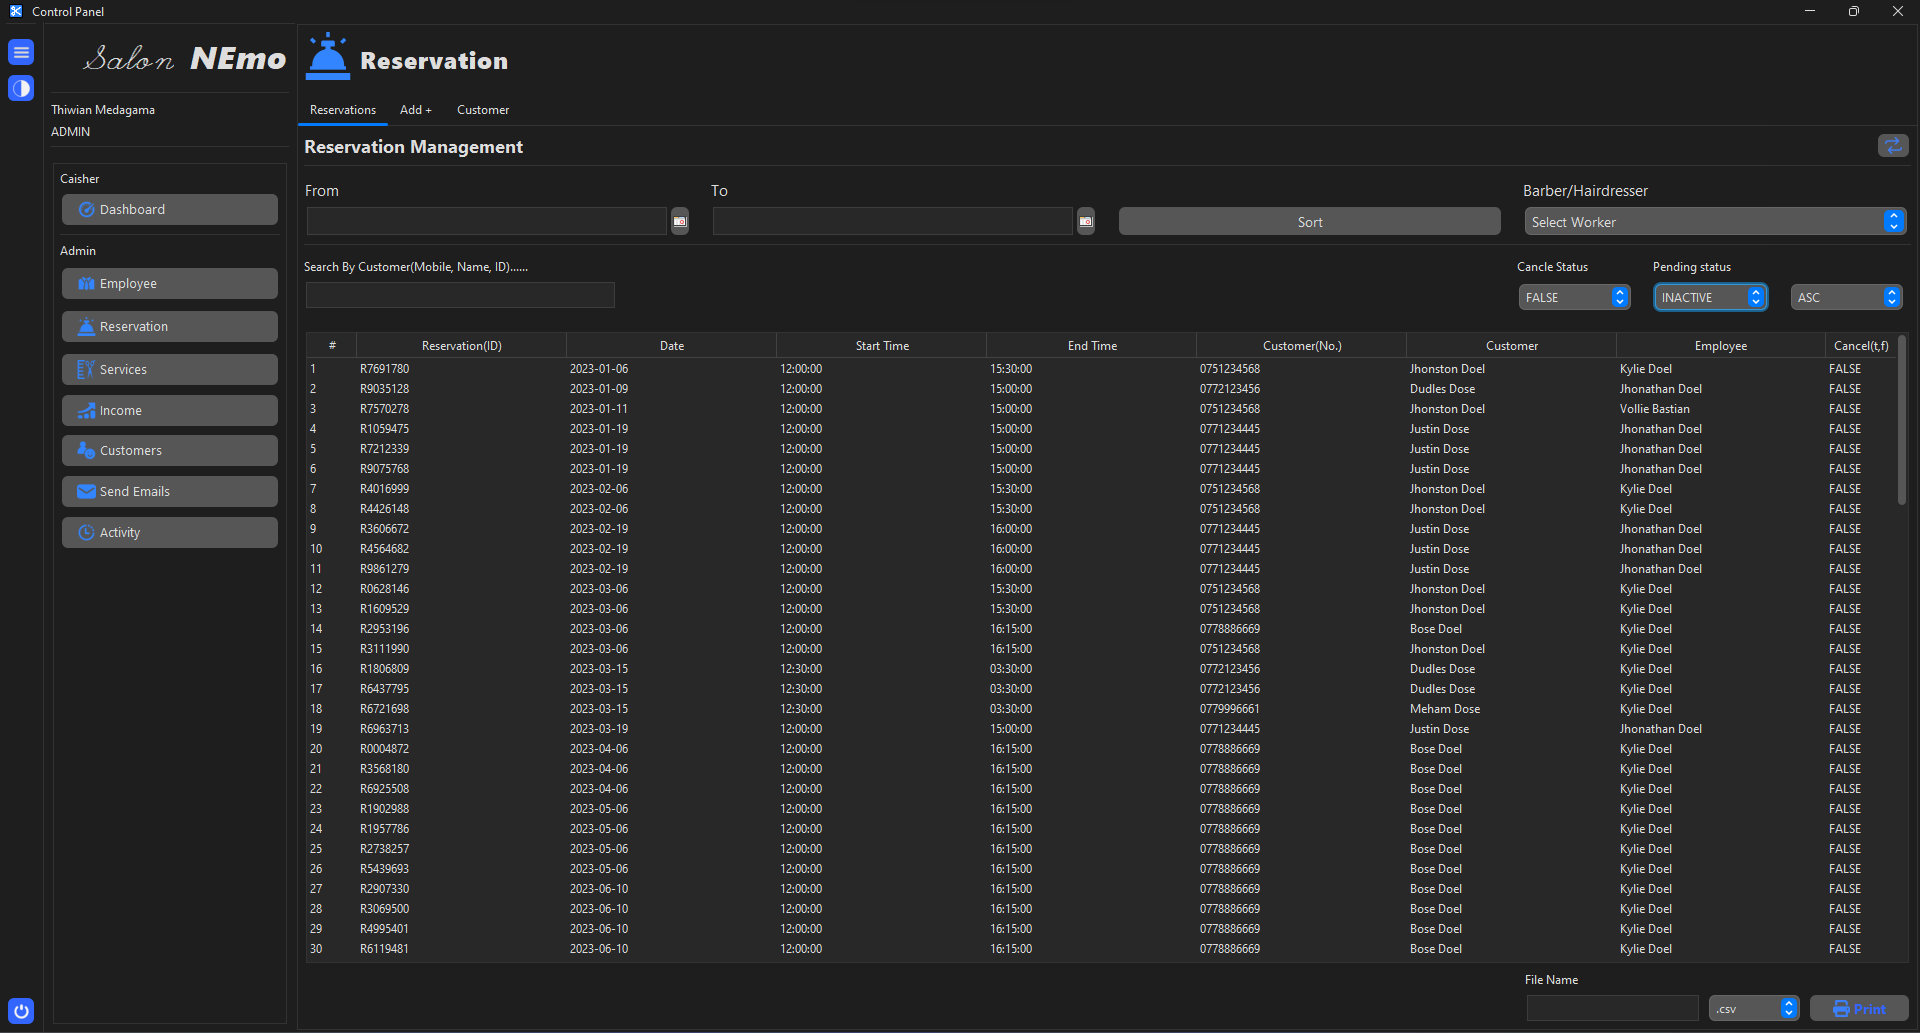 Control Panel
Salon NEmo
Thiwian Medagama
ADMIN
Caisher
Dashboard
Admin
Employee
Reservation
Services
Income
Customers
Send Emails
Activity
Reservation
Reservations Add + Customer
Reservation Management
From To Barber/Hairdresser
Sort Select Worker
Search By Customer(Mobile, Name, ID)...... Cancle Status Pending status
FALSE INACTIVE ASC
# Reservation(ID) Date Start Time End Time Customer(No.) Customer Employee Cancel(t,f)
1 R7691780 2023-01-06 12:00:00 15:30:00 0751234568 Jhonston Doel Kylie Doel FALSE
2 R9035128 2023-01-09 12:00:00 15:00:00 0772123456 Dudles Dose Jhonathan Doel FALSE
3 R7570278 2023-01-11 12:00:00 15:00:00 0751234568 Jhonston Doel Vollie Bastian FALSE
4 R1059475 2023-01-19 12:00:00 15:00:00 0771234445 Justin Dose Jhonathan Doel FALSE
5 R7212339 2023-01-19 12:00:00 15:00:00 0771234445 Justin Dose Jhonathan Doel FALSE
6 R9075768 2023-01-19 12:00:00 15:00:00 0771234445 Justin Dose Jhonathan Doel FALSE
7 R4016999 2023-02-06 12:00:00 15:30:00 0751234568 Jhonston Doel Kylie Doel FALSE
8 R4426148 2023-02-06 12:00:00 15:30:00 0751234568 Jhonston Doel Kylie Doel FALSE
9 R3606672 2023-02-19 12:00:00 16:00:00 0771234445 Justin Dose Jhonathan Doel FALSE
10 R4564682 2023-02-19 12:00:00 16:00:00 0771234445 Justin Dose Jhonathan Doel FALSE
11 R9861279 2023-02-19 12:00:00 16:00:00 0771234445 Justin Dose Jhonathan Doel FALSE
12 R0628146 2023-03-06 12:00:00 15:30:00 0751234568 Jhonston Doel Kylie Doel FALSE
13 R1609529 2023-03-06 12:00:00 15:30:00 0751234568 Jhonston Doel Kylie Doel FALSE
14 R2953196 2023-03-06 12:00:00 16:15:00 0778886669 Bose Doel Kylie Doel FALSE
15 R3111990 2023-03-06 12:00:00 16:15:00 0751234568 Jhonston Doel Kylie Doel FALSE
16 R1806809 2023-03-15 12:30:00 03:30:00 0772123456 Dudles Dose Kylie Doel FALSE
17 R6437795 2023-03-15 12:30:00 03:30:00 0772123456 Dudles Dose Kylie Doel FALSE
18 R6721698 2023-03-15 12:30:00 03:30:00 0779996661 Meham Dose Kylie Doel FALSE
19 R6963713 2023-03-19 12:00:00 15:00:00 0771234445 Justin Dose Jhonathan Doel FALSE
20 R0004872 2023-04-06 12:00:00 16:15:00 0778886669 Bose Doel Kylie Doel FALSE
21 R3568180 2023-04-06 12:00:00 16:15:00 0778886669 Bose Doel Kylie Doel FALSE
22 R6925508 2023-04-06 12:00:00 16:15:00 0778886669 Bose Doel Kylie Doel FALSE
23 R1902988 2023-05-06 12:00:00 16:15:00 0778886669 Bose Doel Kylie Doel FALSE
24 R1957786 2023-05-06 12:00:00 16:15:00 0778886669 Bose Doel Kylie Doel FALSE
25 R2738257 2023-05-06 12:00:00 16:15:00 0778886669 Bose Doel Kylie Doel FALSE
26 R5439693 2023-05-06 12:00:00 16:15:00 0778886669 Bose Doel Kylie Doel FALSE
27 R2907330 2023-06-10 12:00:00 16:15:00 0778886669 Bose Doel Kylie Doel FALSE
28 R3069500 2023-06-10 12:00:00 16:15:00 0778886669 Bose Doel Kylie Doel FALSE
29 R4995401 2023-06-10 12:00:00 16:15:00 0778886669 Bose Doel Kylie Doel FALSE
30 R6119481 2023-06-10 12:00:00 16:15:00 0778886669 Bose Doel Kylie Doel FALSE
File Name
.csv Print